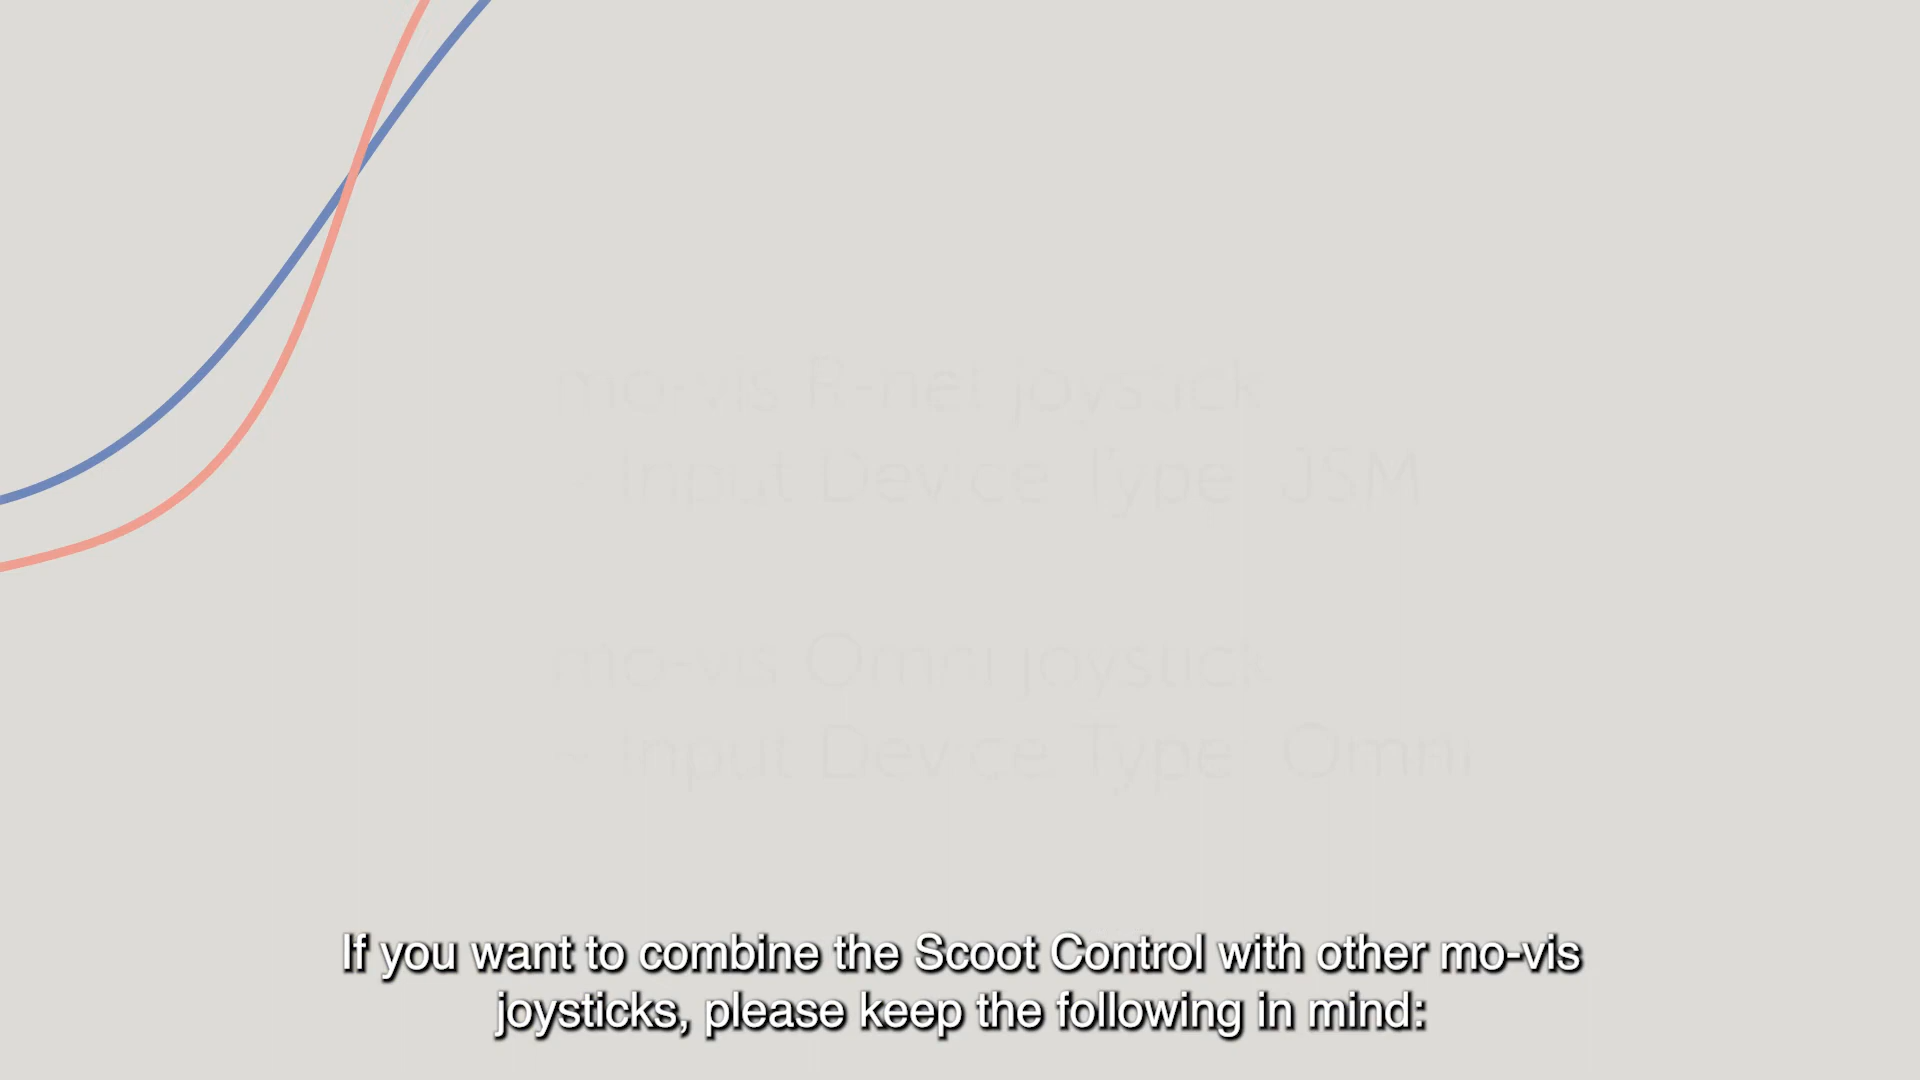 mo-vis R-net joystick
~ Input Device Type: JSM
mo-vis Omni joystick
~ Input Device Type: Omni
If you want to combine the Scoot Control with other mo-vis
joysticks, please keep the following in mind: